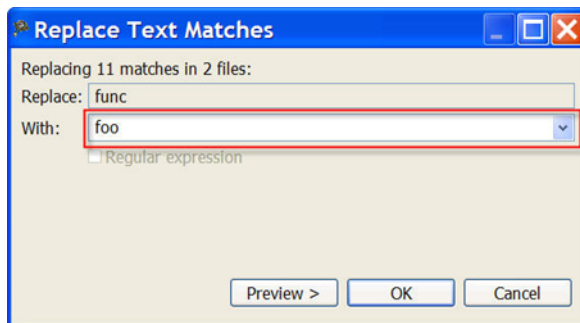 Replace Text Matches
Replacing 11 matches in 2 files:
Replace: func
With: foo
Regular expression
Preview > OK Cancel